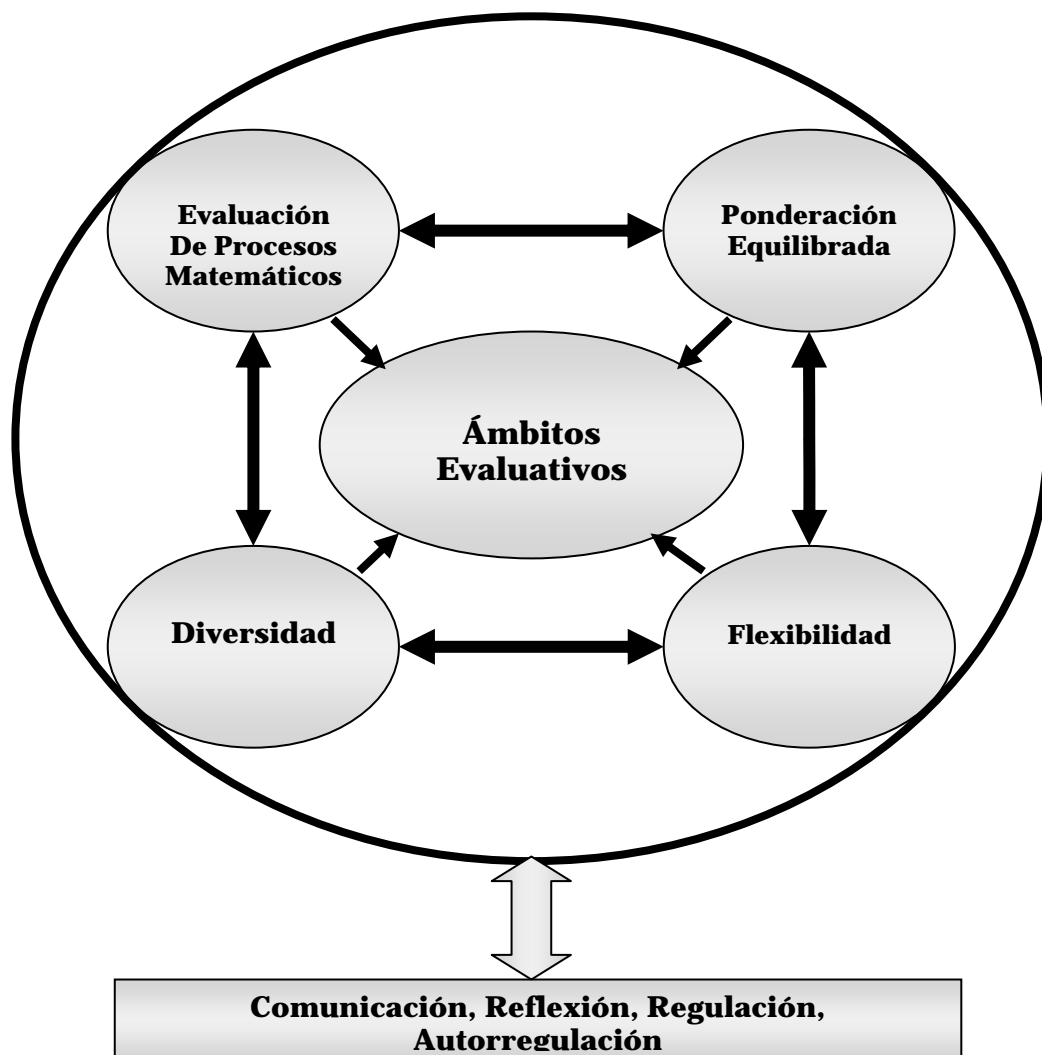 Evaluación
De Procesos
Matemáticos
Ponderación
Equilibrada
Ámbitos
Evaluativos
Diversidad
Flexibilidad
Comunicación, Reflexión, Regulación,
Autorregulación